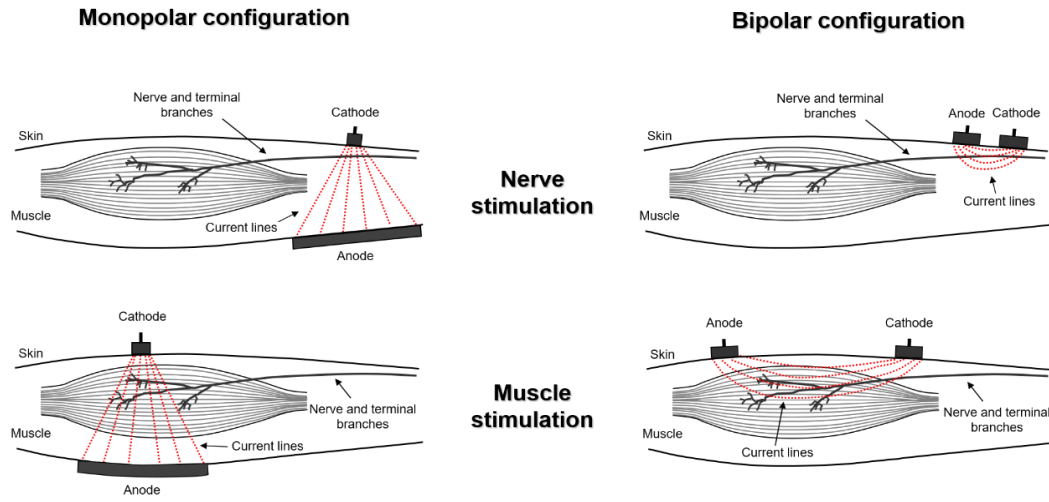 Monopolar configuration
Bipolar configuration
Nerve and terminal
branches
Cathode
Skin
Muscle
Current lines
Anode
Nerve
stimulation
Nerve and terminal
branches
Anode
Cathode
Skin
Muscle
Current lines
Cathode
Skin
Muscle
Nerve and terminal
branches
Current lines
Anode
Muscle
stimulation
Anode
Cathode
Skin
Muscle
Nerve and terminal
branches
Current lines